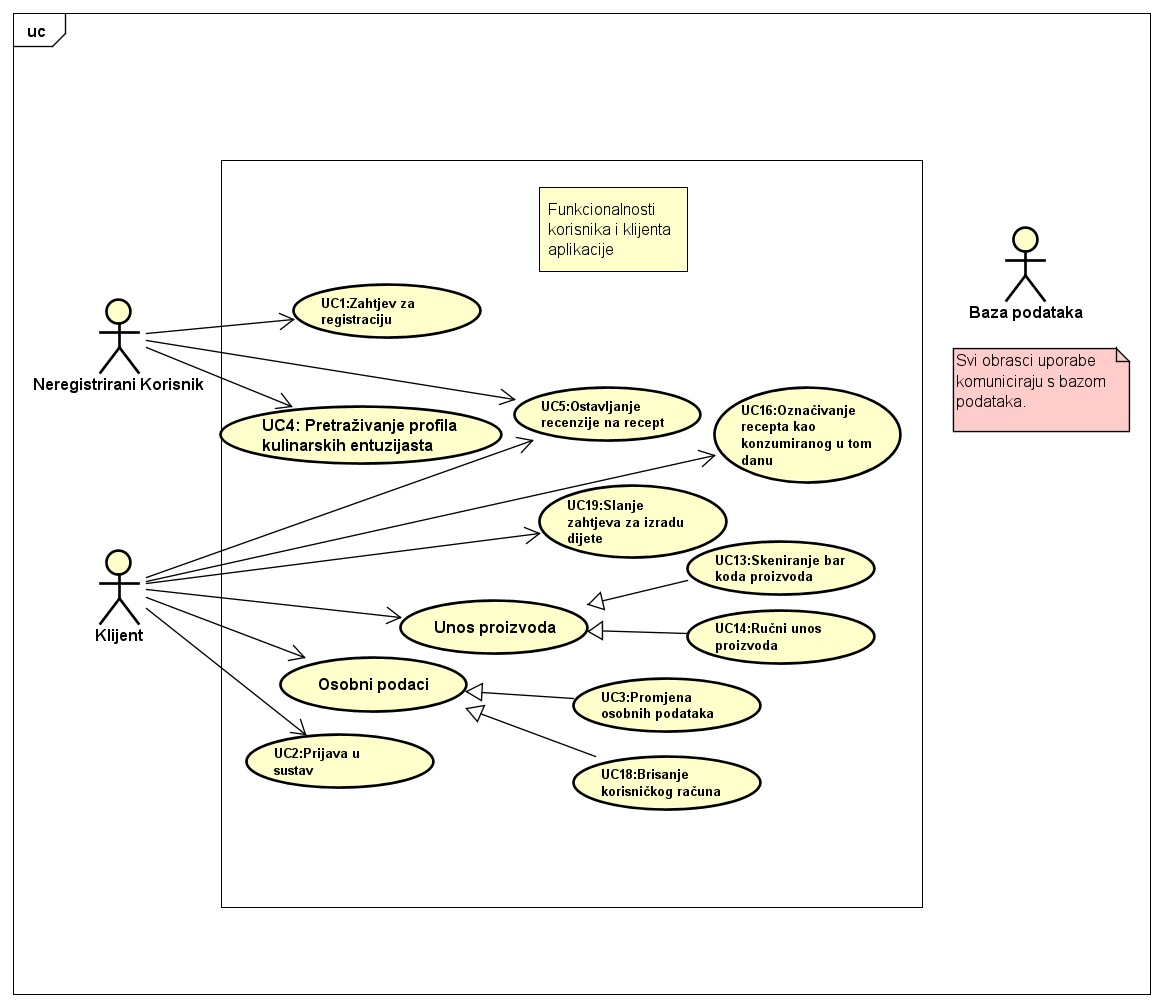 uc
Funkcionalnosti
korisnika i klijenta
aplikacije
Baza podataka
Svi obrasci uporabe
komuniciraju s bazom
podataka.
Neregistrirani Korisnik
UC1:Zahtjev za
registraciju
UC4: Pretraživanje profila
kulinarskih entuzijasta
UC5:Ostavljanje
recenzije na recept
UC16:Označivanje
recepta kao
konzumiranog u tom
danu
UC19:Slanje
zahtjeva za izradu
dijete
UC13:Skeniranje bar
koda proizvoda
Klijent
Unos proizvoda
UC14:Ručni unos
proizvoda
Osobni podaci
UC3:Promjena
osobnih podataka
UC2:Prijava u
sustav
UC18:Brisanje
korisničkog računa